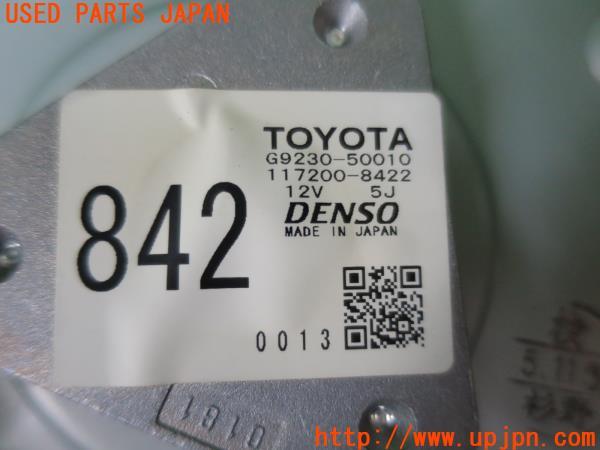 USED PARTS JAPAN
TOYOTA
G9230-50010
117200-8422
12V 5J
DENSO
MADE IN JAPAN
842
0013
0181
http://www.upjpn.com/